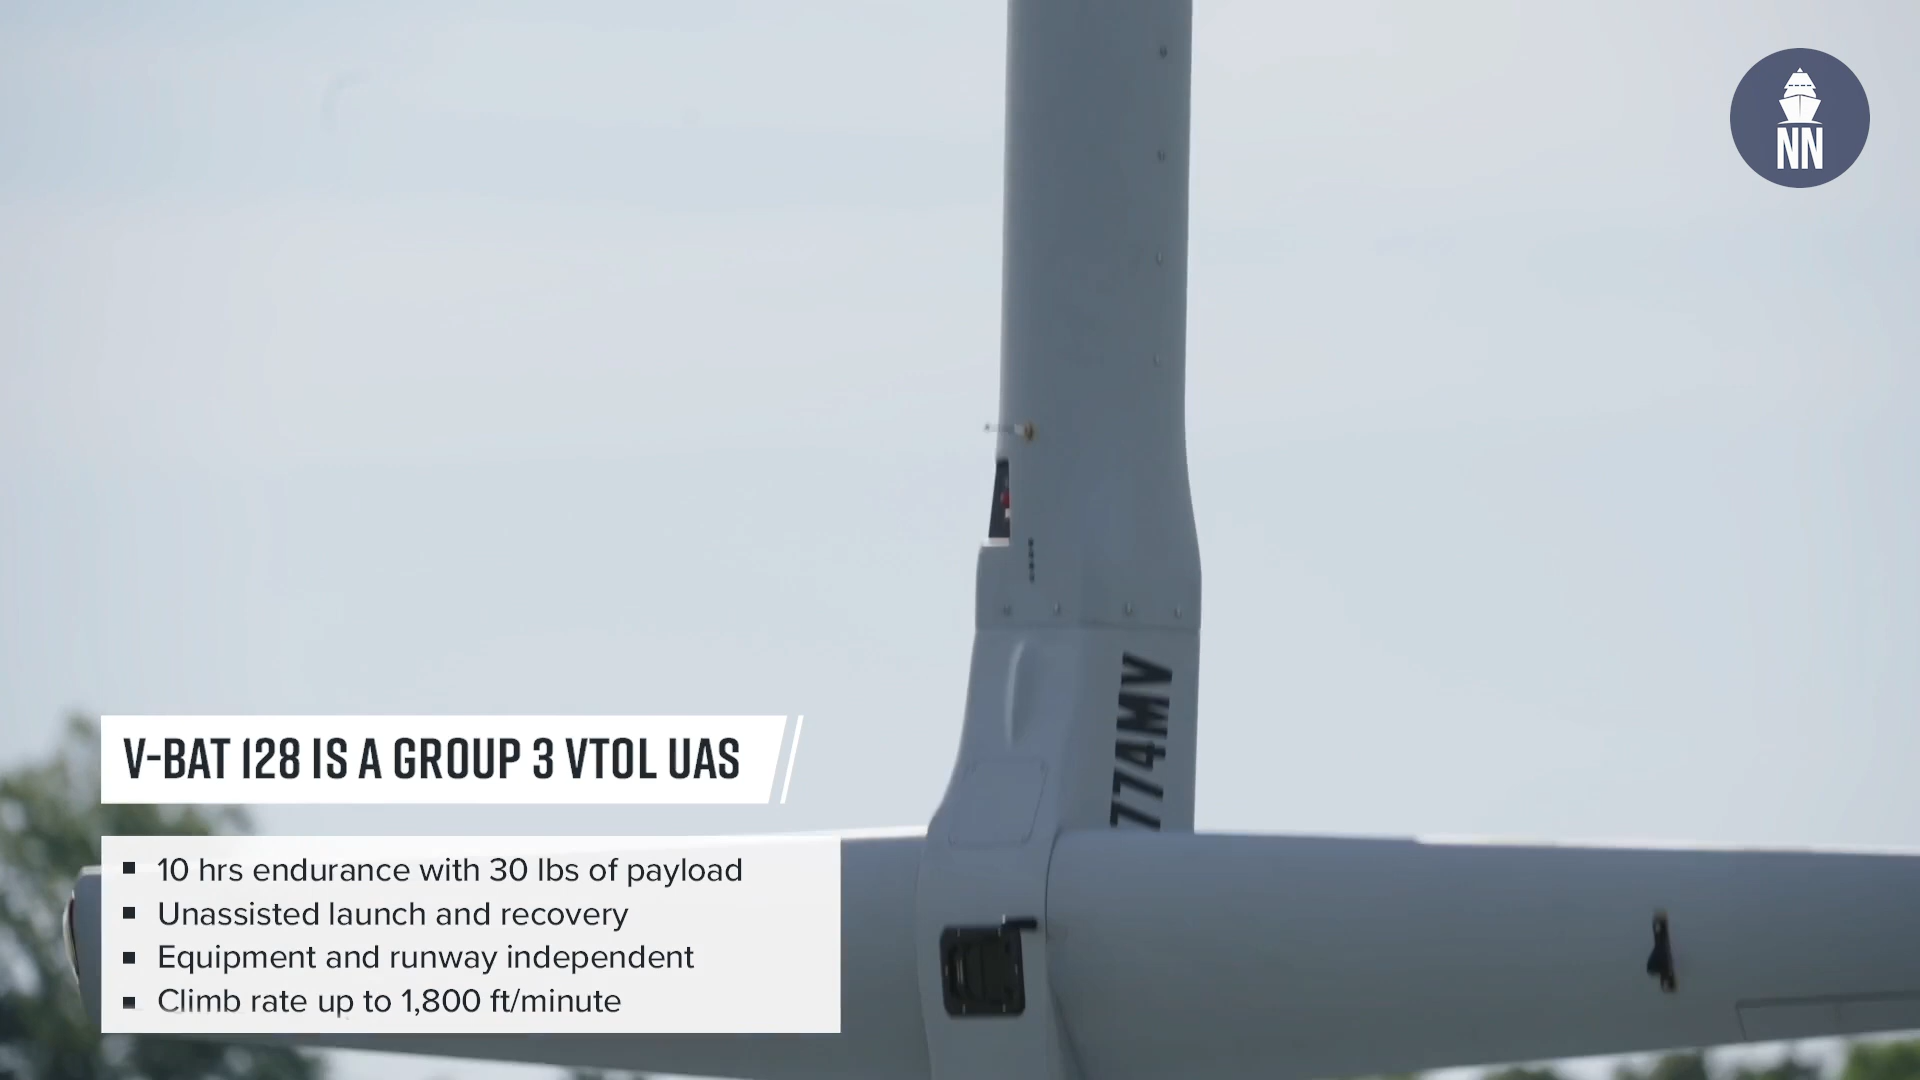 NN
774MV
V-BAT 128 IS A GROUP 3 VTOL UAS
10 hrs endurance with 30 lbs of payload
Unassisted launch and recovery
Equipment and runway independent
Climb rate up to 1,800 ft/minute